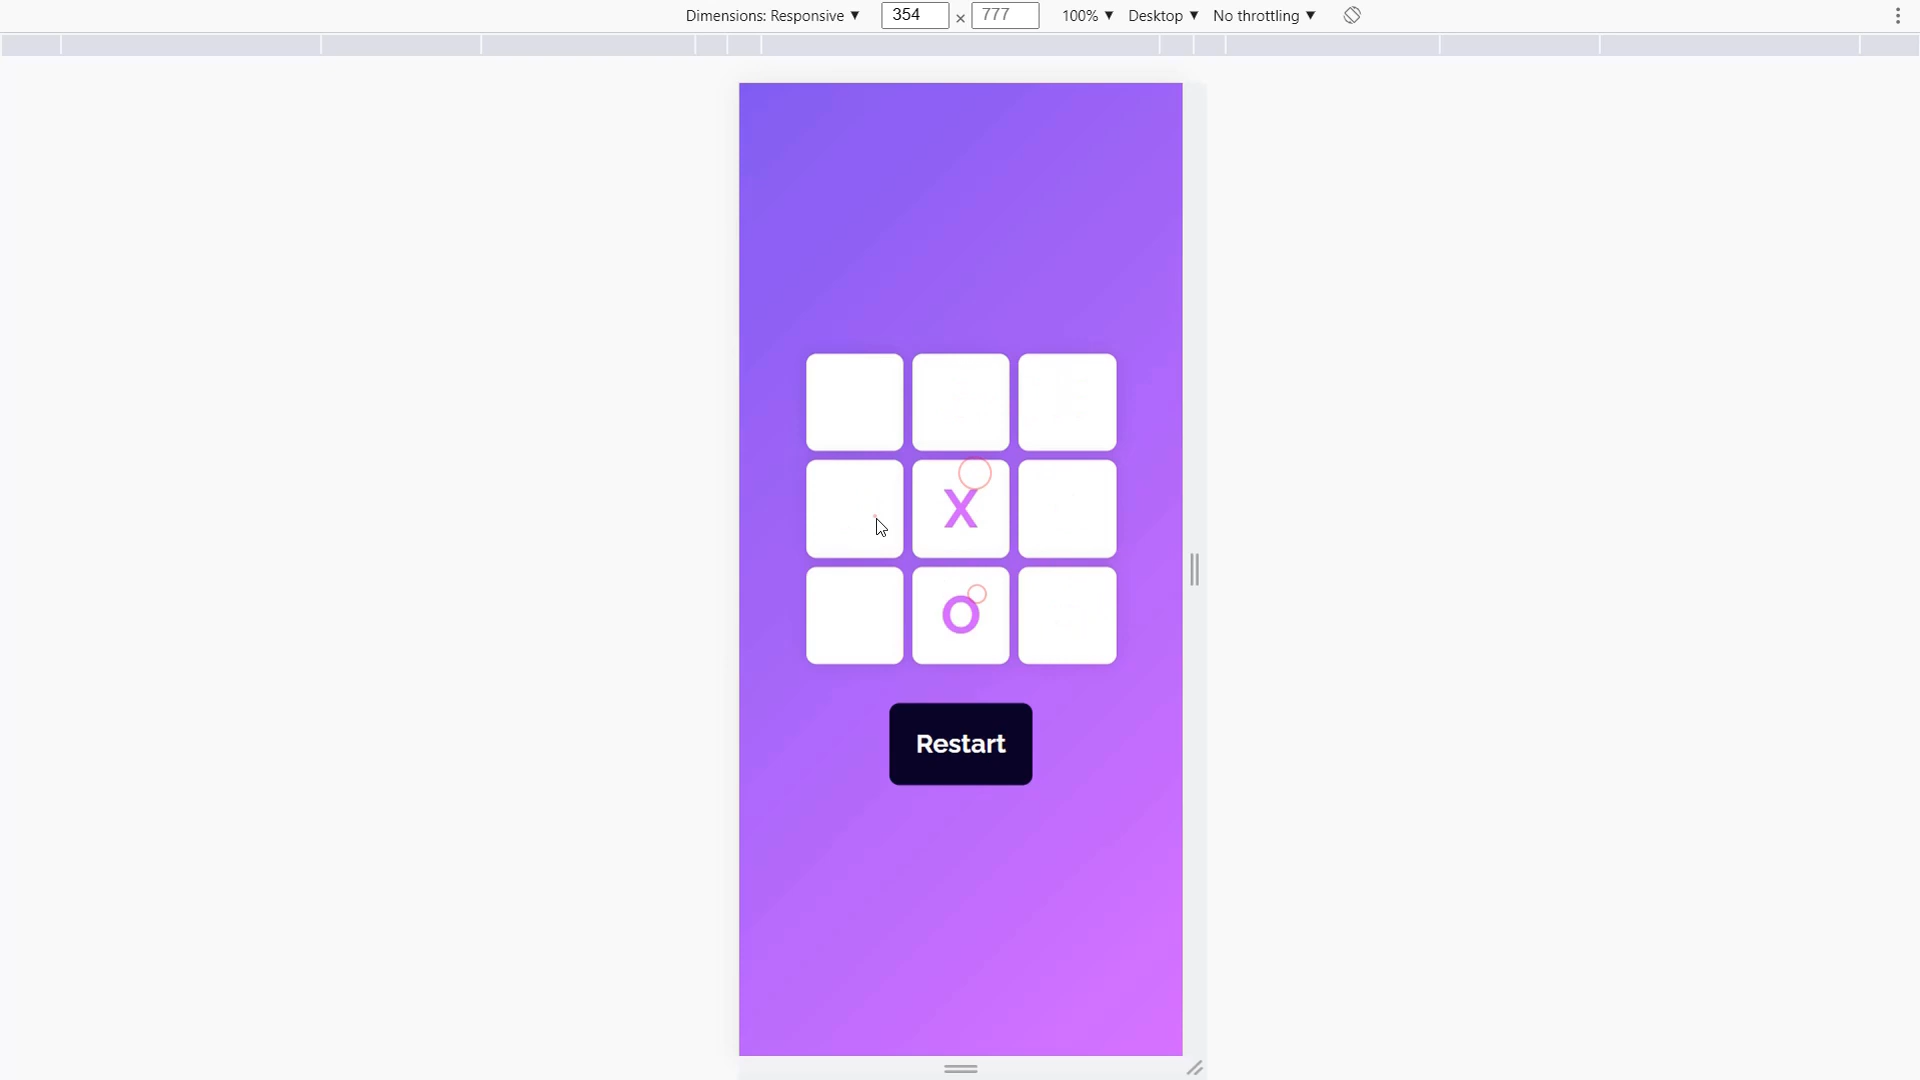 Dimensions: Responsive ▼ 354 × 777 100% ▼ Desktop ▼ No throttling ▼
X
O
Restart